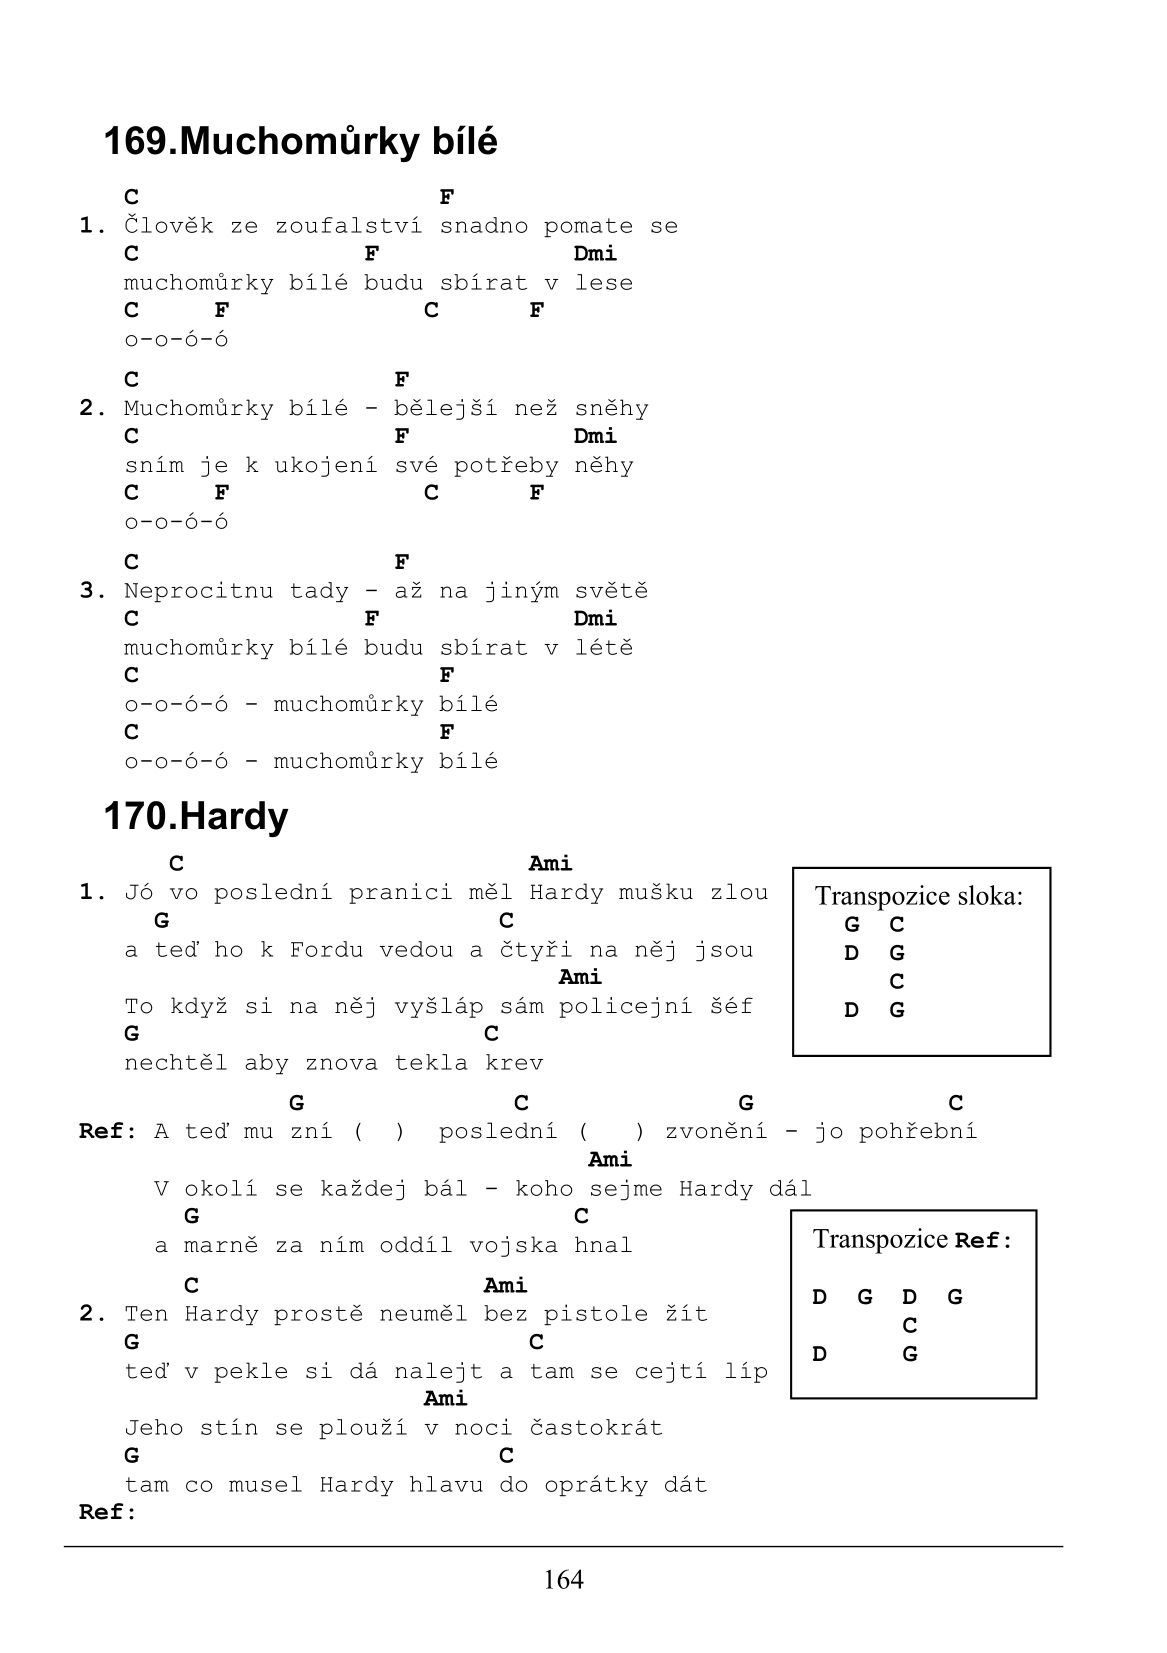 169.Muchomůrky bílé
C F
1. Člověk ze zoufalství snadno pomate se
C F Dmi
muchomůrky bílé budu sbírat v lese
C F C F
o-o-ó-ó
C F
2. Muchomůrky bílé - bělejší než sněhy
C F Dmi
sním je k ukojení své potřeby něhy
C F C F
o-o-ó-ó
C F
3. Neprocitnu tady - až na jiným světě
C F Dmi
muchomůrky bílé budu sbírat v létě
C F
o-o-ó-ó - muchomůrky bílé
C F
o-o-ó-ó - muchomůrky bílé
170.Hardy
C Ami
1. Jó vo poslední pranici měl Hardy mušku zlou
G C
a teď ho k Fordu vedou a čtyři na něj jsou
Ami
To když si na něj vyšláp sám policejní šéf
G C
nechtěl aby znova tekla krev
Transpozice sloka:
G C
D G
C
D G
G C G C
Ref: A teď mu zní ( ) poslední ( ) zvonění - jo pohřební
Ami
V okolí se každej bál - koho sejme Hardy dál
G C
a marně za ním oddíl vojska hnal
Transpozice Ref:
D G D G
C
D G
C Ami
2. Ten Hardy prostě neuměl bez pistole žít
G C
teď v pekle si dá nalejt a tam se cejtí líp
Ami
Jeho stín se plouží v noci častokrát
G C
tam co musel Hardy hlavu do oprátky dát
Ref:
164